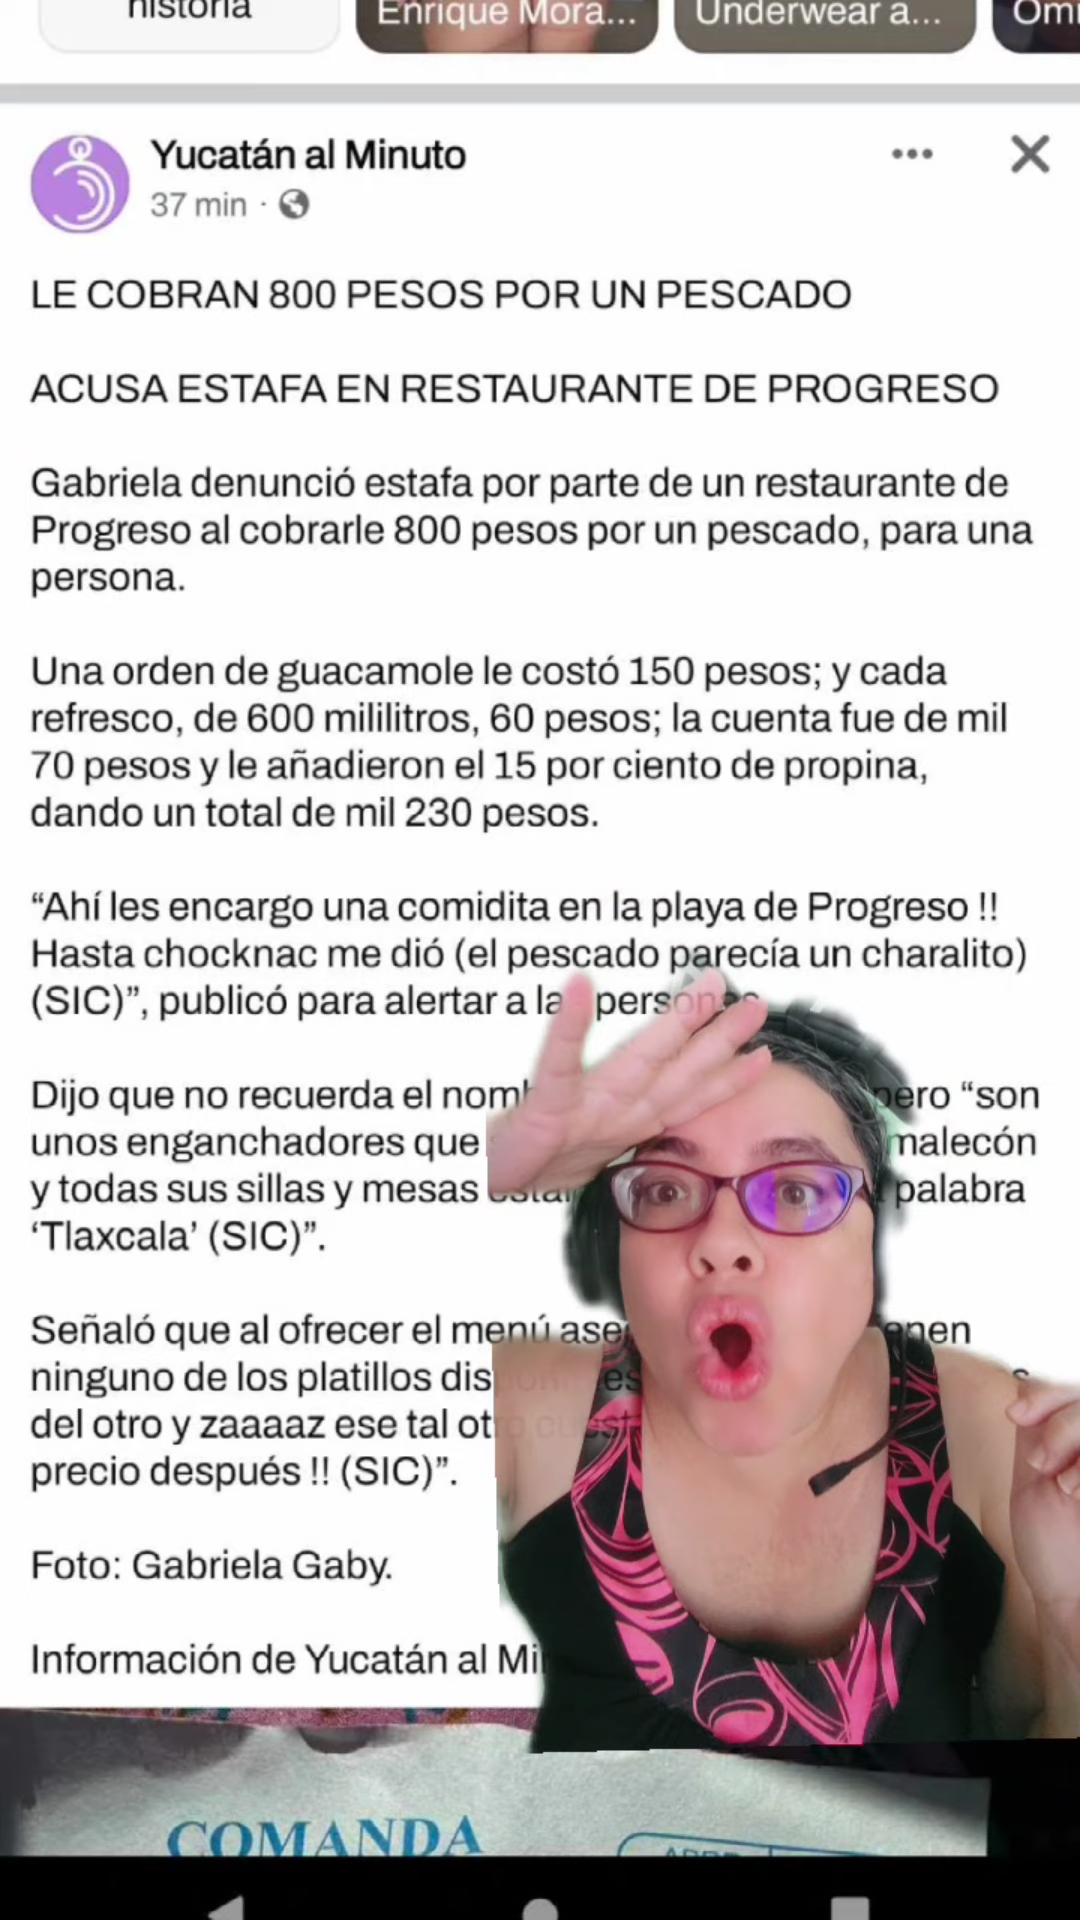 historia
Enrique Mora...
Underwear a...
Yucatán al Minuto
37 min ·
LE COBRAN 800 PESOS POR UN PESCADO
ACUSA ESTAFA EN RESTAURANTE DE PROGRESO
Gabriela denunció estafa por parte de un restaurante de
Progreso al cobrarle 800 pesos por un pescado, para una
persona.
Una orden de guacamole le costó 150 pesos; y cada
refresco, de 600 mililitros, 60 pesos; la cuenta fue de mil
70 pesos y le añadieron el 15 por ciento de propina,
dando un total de mil 230 pesos.
“Ahí les encargo una comidita en la playa de Progreso !!
Hasta chocknac me dió (el pescado parecía un charalito)
(SIC)”, publicó para alertar a la personas
Dijo que no recuerda el pero “son
unos enganchadores que malecón
y todas sus sillas y mesas palabra
‘Tlaxcala’ (SIC)”.
Señaló que al ofrecer el menú
ninguno de los platillos
del otro y zaaaaz ese tal
precio después !! (SIC)”.
Foto: Gabriela Gaby.
Información de Yucatán al
COMANDA